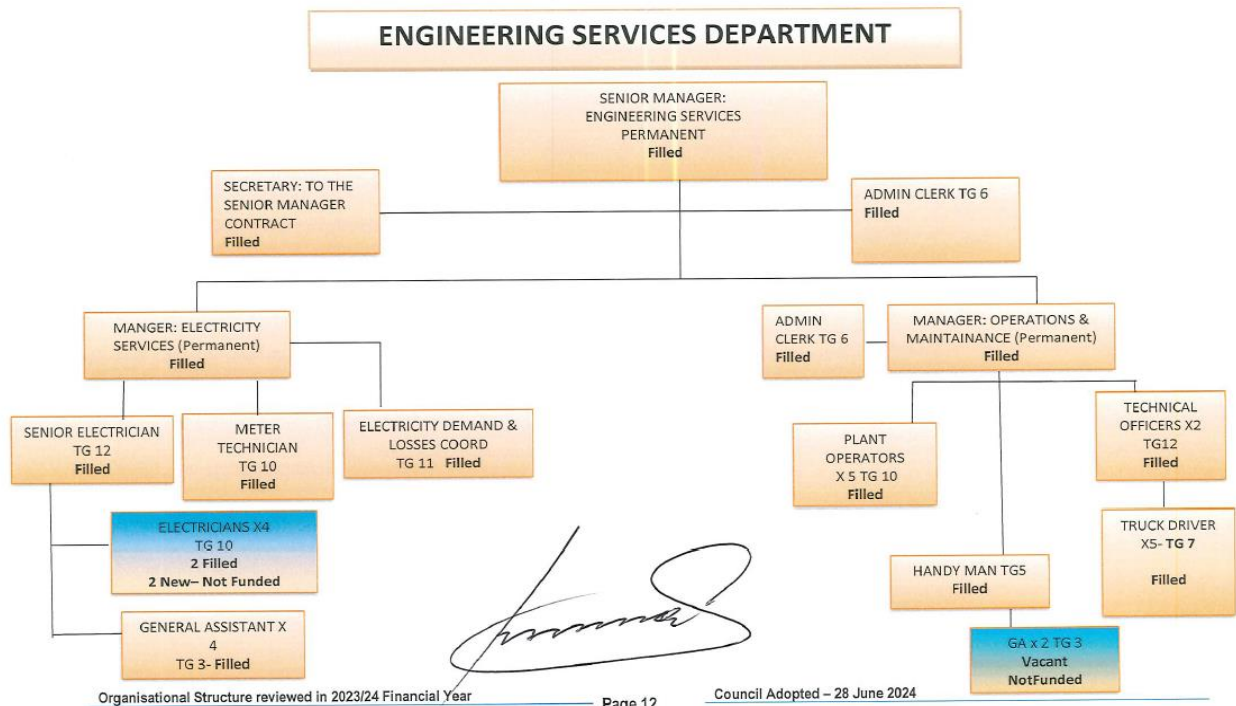 ENGINEERING SERVICES DEPARTMENT
SENIOR MANAGER:
ENGINEERING SERVICES
PERMANENT
Filled
SECRETARY: TO THE
SENIOR MANAGER
CONTRACT
Filled
ADMIN CLERK TG 6
Filled
MANGER: ELECTRICITY
SERVICES (Permanent)
Filled
ADMIN
CLERK TG 6
Filled
MANAGER: OPERATIONS &
MAINTAINANCE (Permanent)
Filled
SENIOR ELECTRICIAN
TG 12
Filled
METER
TECHNICIAN
TG 10
Filled
ELECTRICITY DEMAND &
LOSSES COORD
TG 11 Filled
PLANT
OPERATORS
X 5 TG 10
Filled
TECHNICAL
OFFICERS X2
TG12
Filled
ELECTRICIANS X4
TG 10
2 Filled
2 New– Not Funded
TRUCK DRIVER
X5- TG 7
Filled
HANDY MAN TG5
Filled
GENERAL ASSISTANT X
4
TG 3- Filled
GA x 2 TG 3
Vacant
NotFunded
Organisational Structure reviewed in 2023/24 Financial Year
Page 12
Council Adopted – 28 June 2024